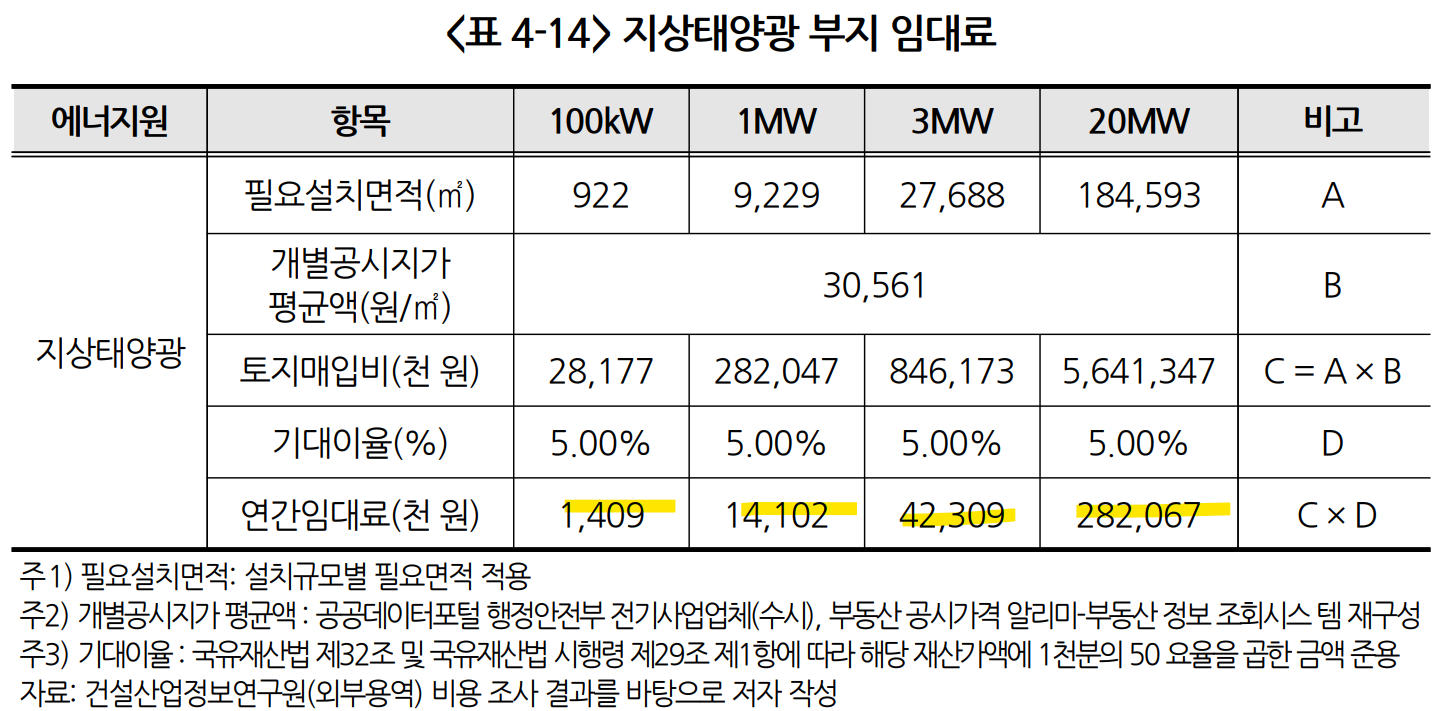 <표 4-14> 지상태양광 부지 임대료
에너지원 항목 100kW 1MW 3MW 20MW 비고
지상태양광
필요설치면적(㎡) 922 9,229 27,688 184,593 A
개별공시지가
평균액(원/㎡) 30,561 B
토지매입비(천 원) 28,177 282,047 846,173 5,641,347 C = A × B
기대이율(%) 5.00% 5.00% 5.00% 5.00% D
연간임대료(천 원) 1,409 14,102 42,309 282,067 C × D
주1) 필요설치면적: 설치규모별 필요면적 적용
주2) 개별공시지가 평균액 : 공공데이터포털 행정안전부 전기사업업체(수시), 부동산 공시가격 알리미-부동산 정보 조회시스 템 재구성
주3) 기대이율 : 국유재산법 제32조 및 국유재산법 시행령 제29조 제1항에 따라 해당 재산가액에 1천분의 50 요율을 곱한 금액 준용
자료: 건설산업정보연구원(외부용역) 비용 조사 결과를 바탕으로 저자 작성